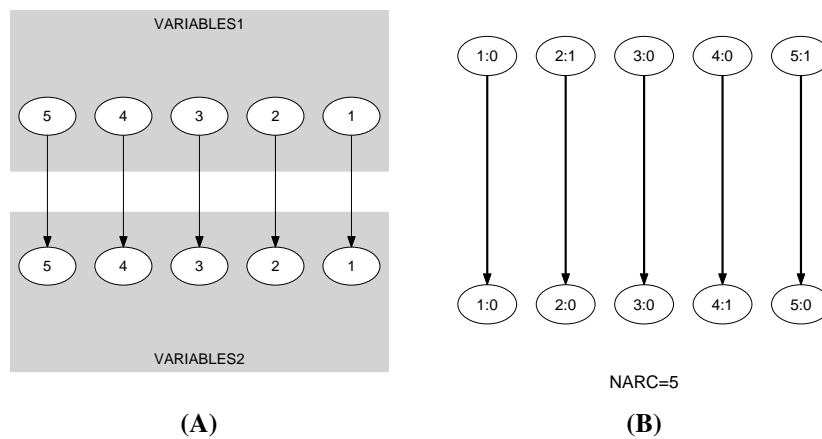 VARIABLES1
5 4 3 2 1
5 4 3 2 1
VARIABLES2
(A)
1:0 2:1 3:0 4:0 5:1
1:0 2:0 3:0 4:1 5:0
NARC=5
(B)